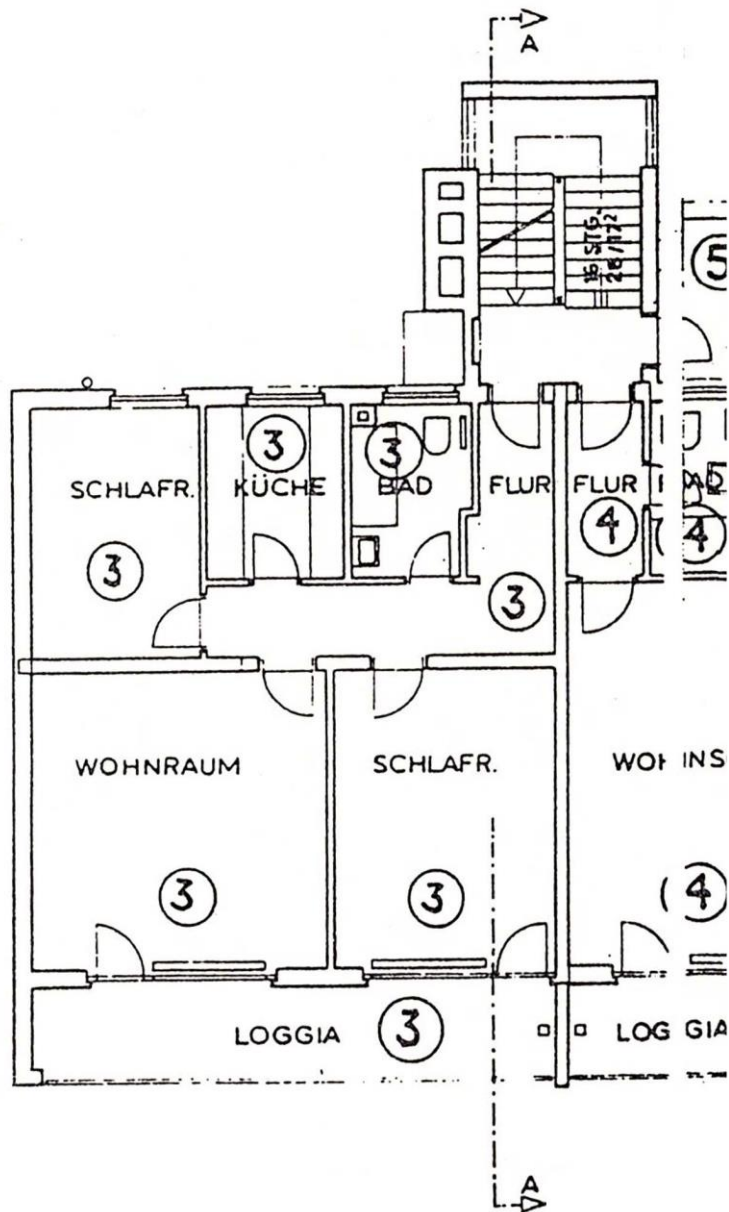 A
16 STG.
28/17²
5
3
3
SCHLAFR.
KÜCHE
BAD
FLUR
FLUR
4
4
3
3
WOHNRAUM
SCHLAFR.
3
3
4
LOGGIA
3
LOG GIA
A